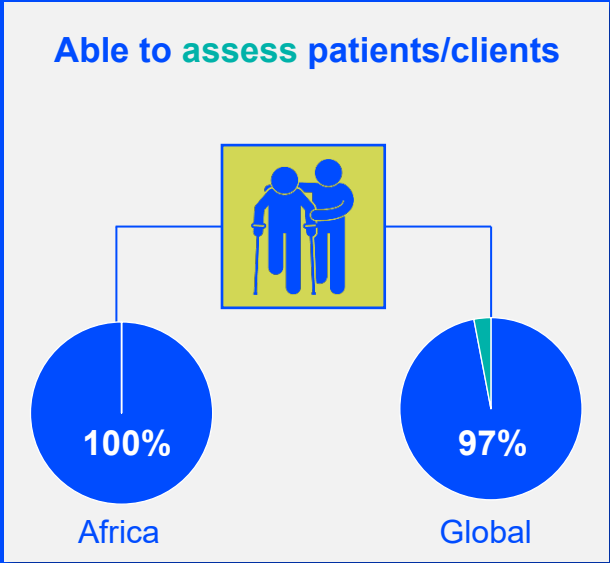 Able to assess patients/clients
100%
97%
Africa
Global